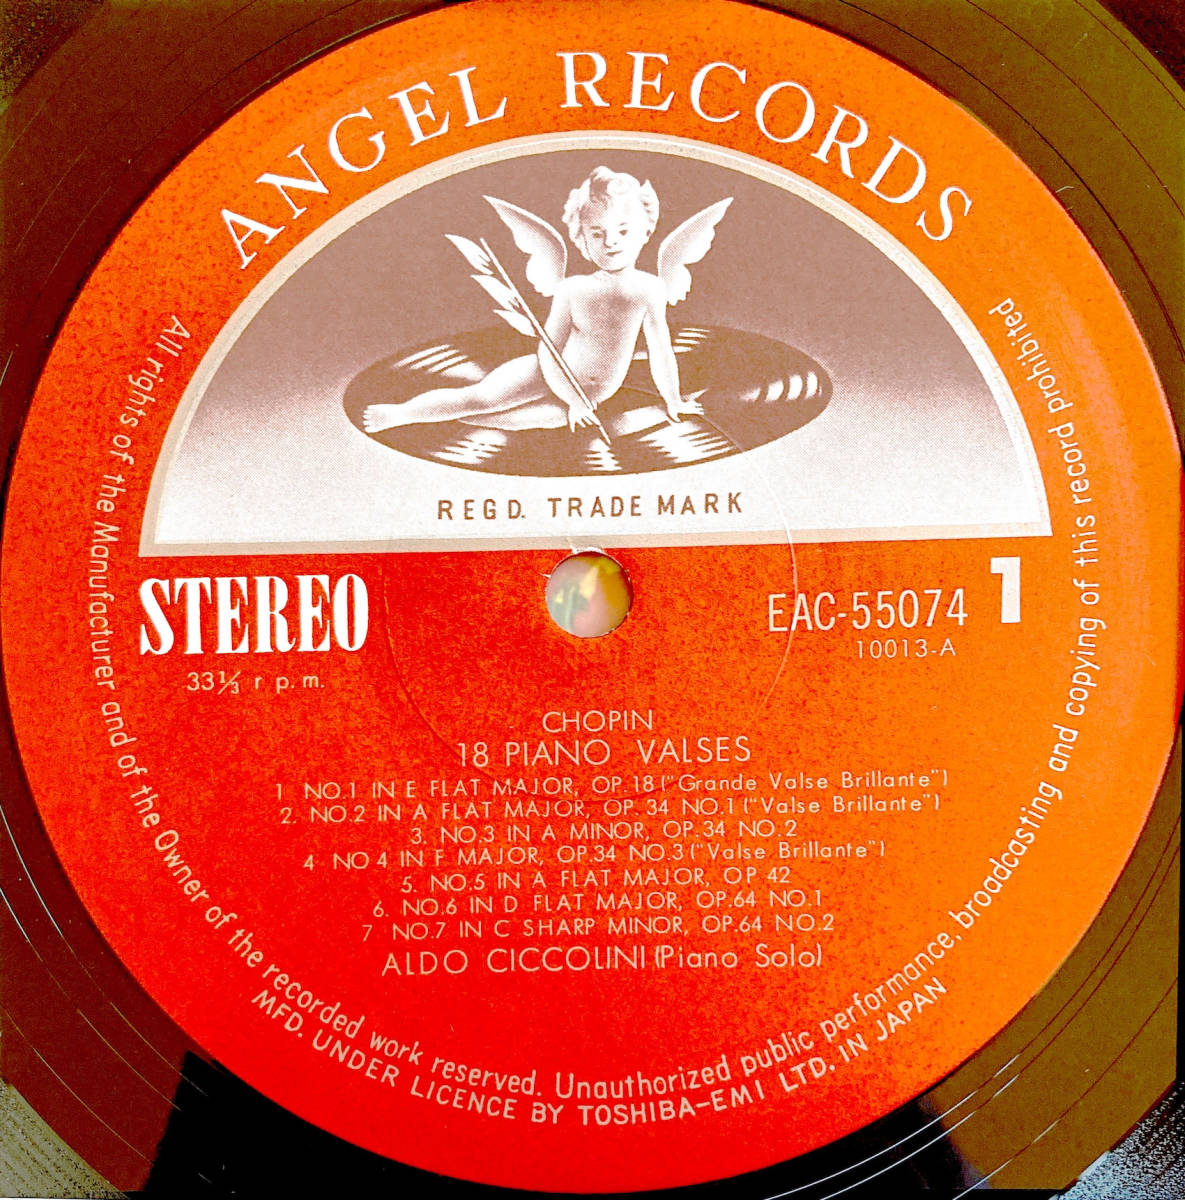 ANGEL RECORDS
REGD. TRADE MARK
STEREO
33⅓ r p. m.
EAC-55074
10013-A
1
CHOPIN
18 PIANO VALSES
1 NO.1 IN E FLAT MAJOR, OP.18 ("Grande Valse Brillante")
2. NO.2 IN A FLAT MAJOR, OP. 34 NO.1 ("Valse Brillante")
3. NO.3 IN A MINOR, OP.34 NO.2
4 NO 4 IN F MAJOR, OP.34 NO.3 ("Valse Brillante")
5. NO.5 IN A FLAT MAJOR, OP 42
6. NO.6 IN D FLAT MAJOR, OP.64 NO.1
7 NO.7 IN C SHARP MINOR, OP.64 NO.2
ALDO CICCOLINI (Piano Solo)
All rights of the Manufacturer and of the Owner of the recorded work reserved. Unauthorized public performance, broadcasting and copying of this record prohibited
MFD. UNDER LICENCE BY TOSHIBA-EMI LTD. IN JAPAN